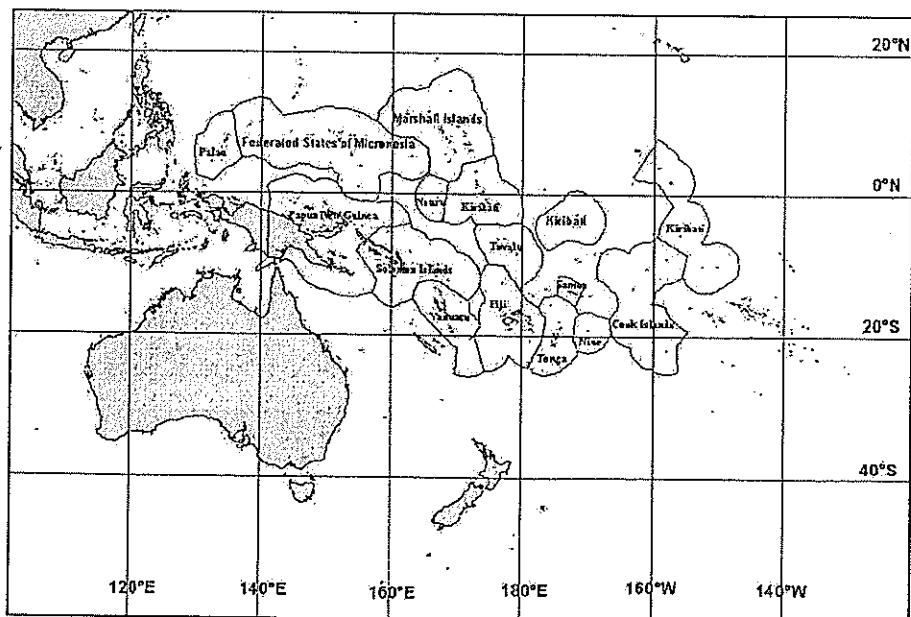 20°N
Marshall Islands
Federated States of Micronesia
Palau
0°N
Nauru
Kiribati
Papua New Guinea
Kiribati
Kiribati
Tuvalu
Solomon Islands
Samoa
Fiji
Vanuatu
Cook Islands
20°S
Niue
Tonga
40°S
120°E
140°E
160°E
180°E
160°W
140°W